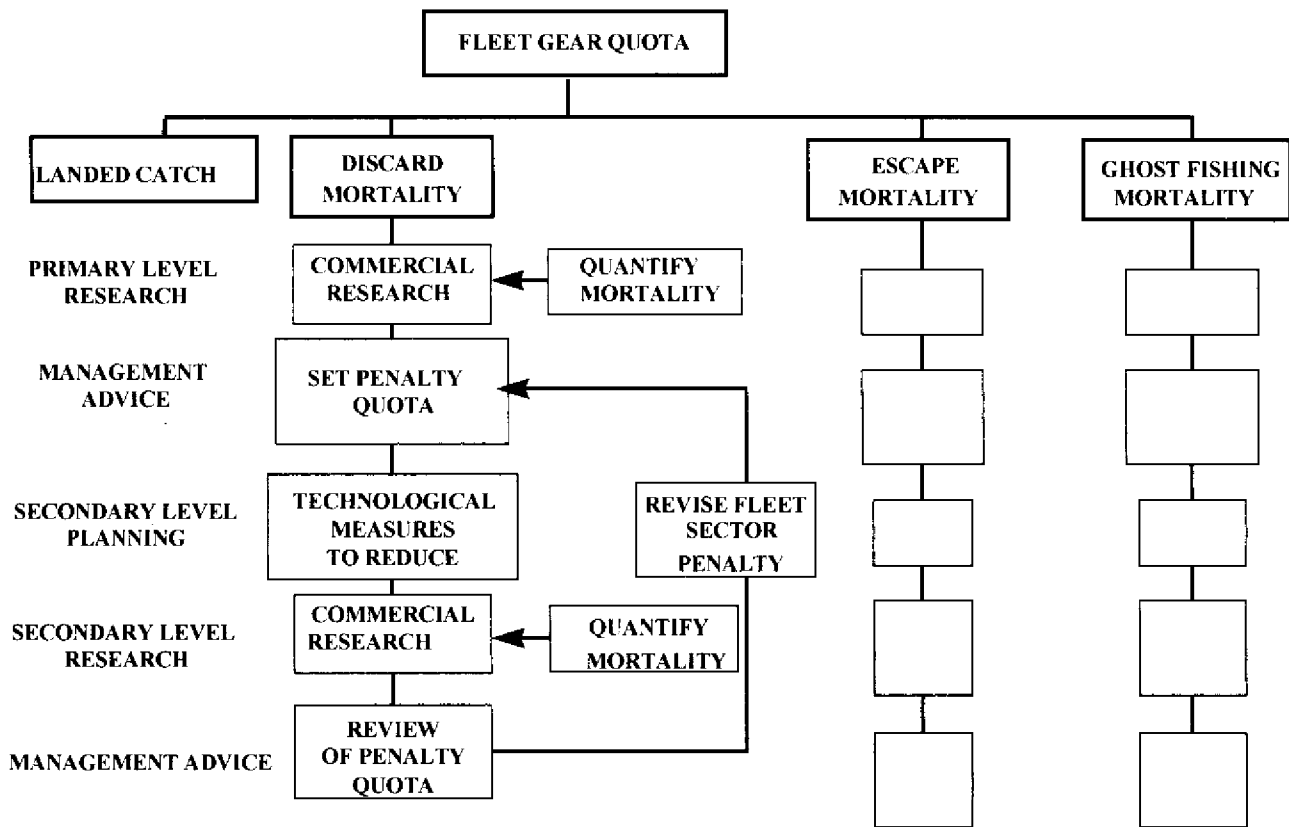 FLEET GEAR QUOTA
LANDED CATCH
DISCARD
MORTALITY
ESCAPE
MORTALITY
GHOST FISHING
MORTALITY
PRIMARY LEVEL
RESEARCH
COMMERCIAL
RESEARCH
QUANTIFY
MORTALITY
MANAGEMENT
ADVICE
SET PENALTY
QUOTA
SECONDARY LEVEL
PLANNING
TECHNOLOGICAL
MEASURES
TO REDUCE
REVISE FLEET
SECTOR
PENALTY
SECONDARY LEVEL
RESEARCH
COMMERCIAL
RESEARCH
QUANTIFY
MORTALITY
MANAGEMENT ADVICE
REVIEW
OF PENALTY
QUOTA